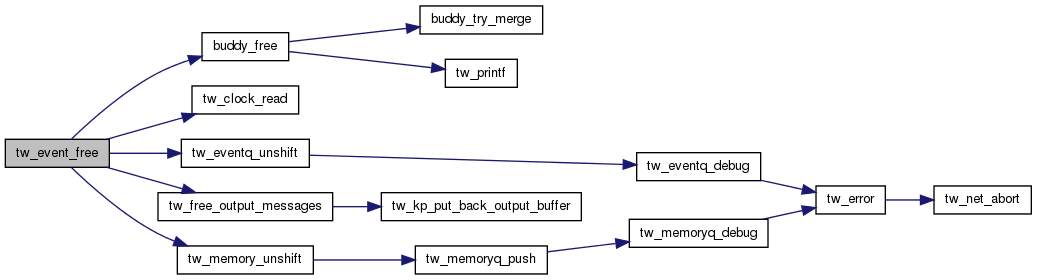 buddy_try_merge
buddy_free
tw_printf
tw_clock_read
tw_event_free
tw_eventq_unshift
tw_eventq_debug
tw_free_output_messages
tw_kp_put_back_output_buffer
tw_error
tw_net_abort
tw_memoryq_debug
tw_memory_unshift
tw_memoryq_push